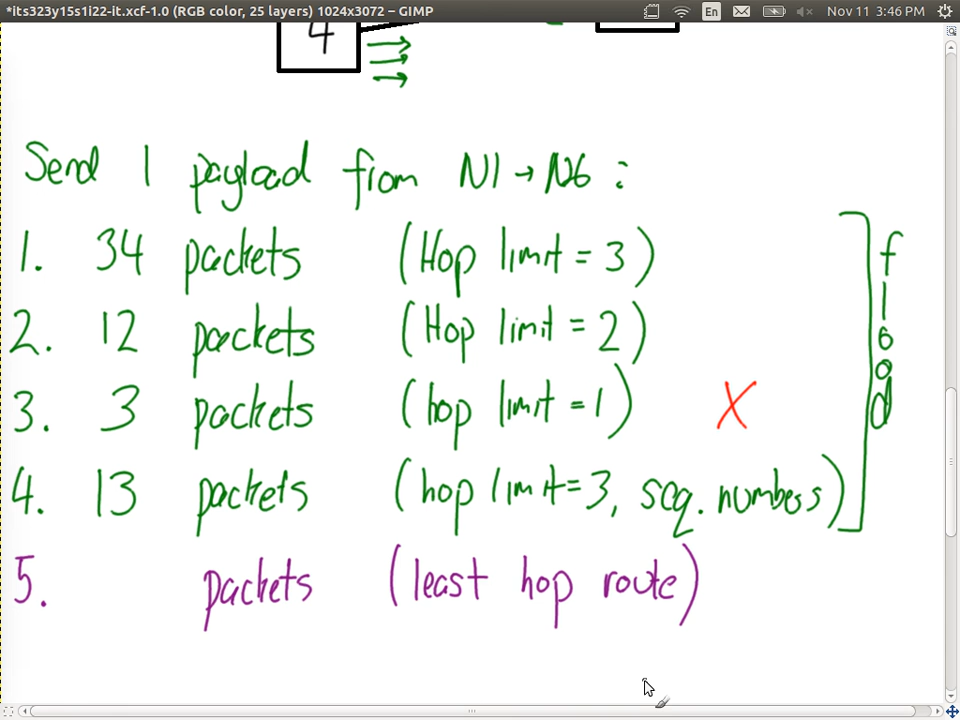 *its323y15s1i22-it.xcf-1.0 (RGB color, 25 layers) 1024x3072 – GIMP
En
Nov 11 3:46 PM
4
Send 1 payload from N1→N6 :
1. 34 packets (Hop limit = 3)
2. 12 packets (Hop limit = 2)
3. 3 packets (hop limit = 1) X
4. 13 packets (hop limit=3, seq. numbers)
flood
5. packets (least hop route)